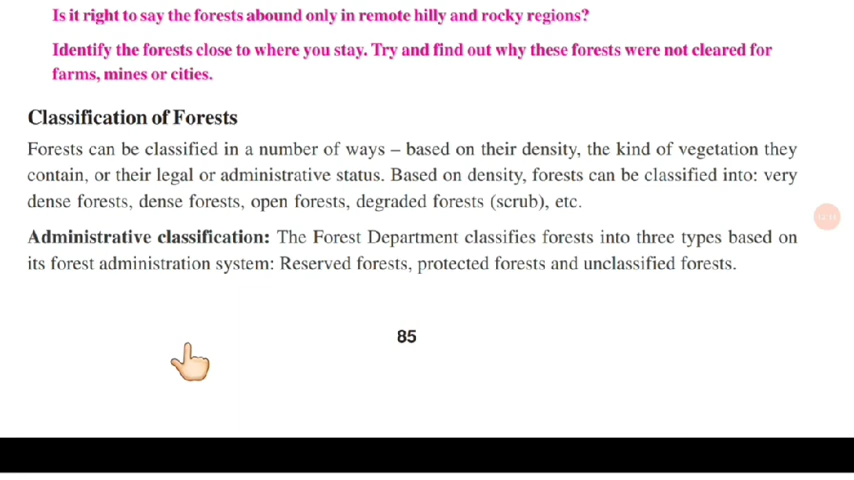 Is it right to say the forests abound only in remote hilly and rocky regions?
Identify the forests close to where you stay. Try and find out why these forests were not cleared for
farms, mines or cities.
Classification of Forests
Forests can be classified in a number of ways – based on their density, the kind of vegetation they
contain, or their legal or administrative status. Based on density, forests can be classified into: very
dense forests, dense forests, open forests, degraded forests (scrub), etc.
Administrative classification: The Forest Department classifies forests into three types based on
its forest administration system: Reserved forests, protected forests and unclassified forests.
85